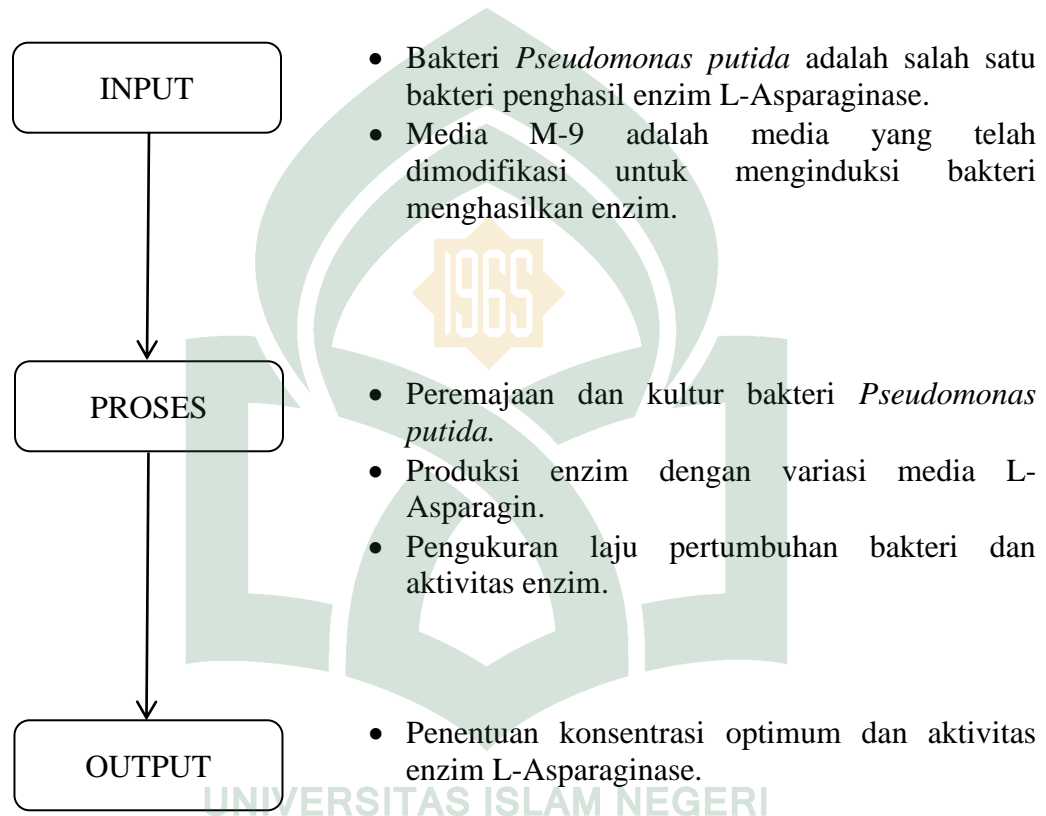 INPUT
• Bakteri Pseudomonas putida adalah salah satu
bakteri penghasil enzim L-Asparaginase.
• Media M-9 adalah media yang telah
dimodifikasi untuk menginduksi bakteri
menghasilkan enzim.
1965
PROSES
• Peremajaan dan kultur bakteri Pseudomonas
putida.
• Produksi enzim dengan variasi media L-
Asparagin.
• Pengukuran laju pertumbuhan bakteri dan
aktivitas enzim.
OUTPUT
• Penentuan konsentrasi optimum dan aktivitas
enzim L-Asparaginase.
UNIVERSITAS ISLAM NEGERI